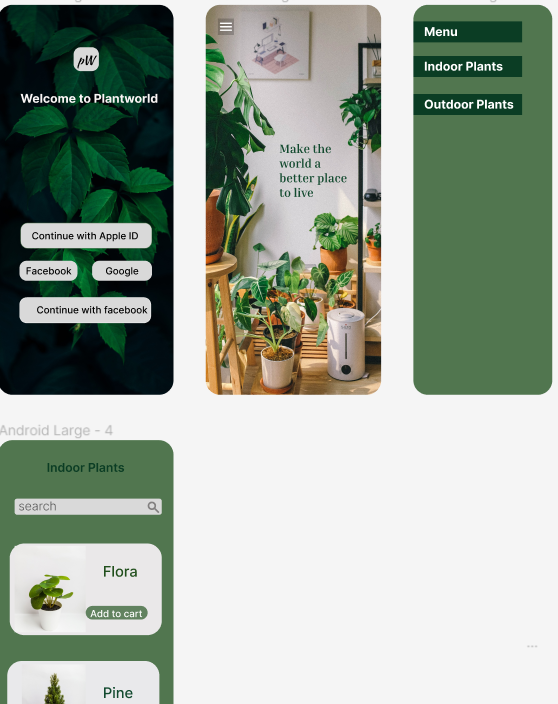 pW
Welcome to Plantworld
Continue with Apple ID
Facebook
Google
Continue with facebook
Make the
world a
better place
to live
Menu
Indoor Plants
Outdoor Plants
Android Large - 4
Indoor Plants
search
Flora
Add to cart
Pine